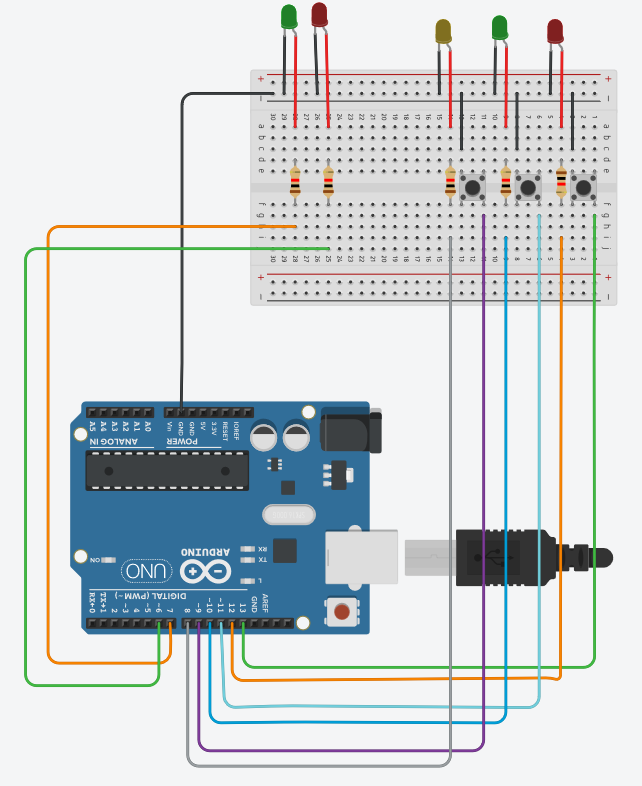 + +
− −
30 29 28 27 26 25 24 23 22 21 20 19 18 17 16 15 14 13 12 11 10 9 8 7 6 5 4 3 2 1
a a
b b
c c
d d
e e
f f
g g
h h
i i
j j
30 29 28 27 26 25 24 23 22 21 20 19 18 17 16 15 14 13 12 11 10 9 8 7 6 5 4 3 2 1
+ +
− −
A5 A4 A3 A2 A1 A0
Vin GND GND 5V 3.3V RESET IOREF
ANALOG IN
POWER
RX
TX
ARDUINO
ON
UNO
L
DIGITAL (PWM~)
RX←0 TX→1 2 ~3 4 ~5 ~6 7 8 ~9 ~10 ~11 12 13 GND AREF